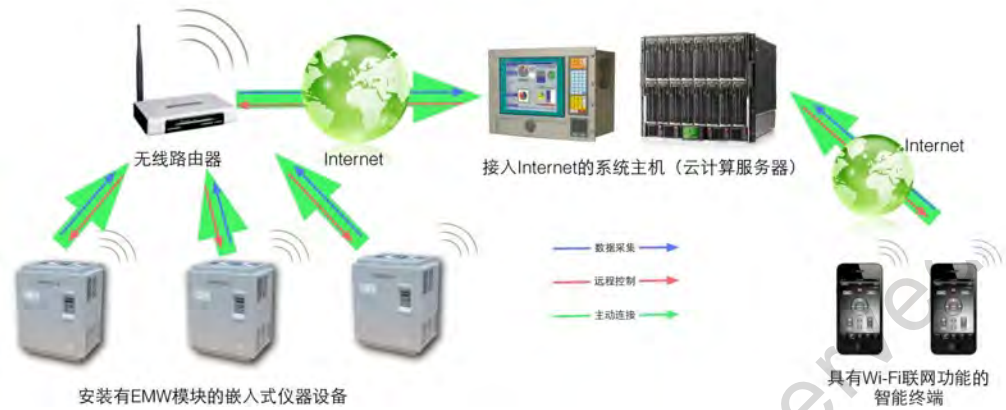 无线路由器
Internet
接入Internet的系统主机（云计算服务器）
Internet
数据采集
远程控制
主动连接
安装有EMW模块的嵌入式仪器设备
具有Wi-Fi联网功能的
智能终端